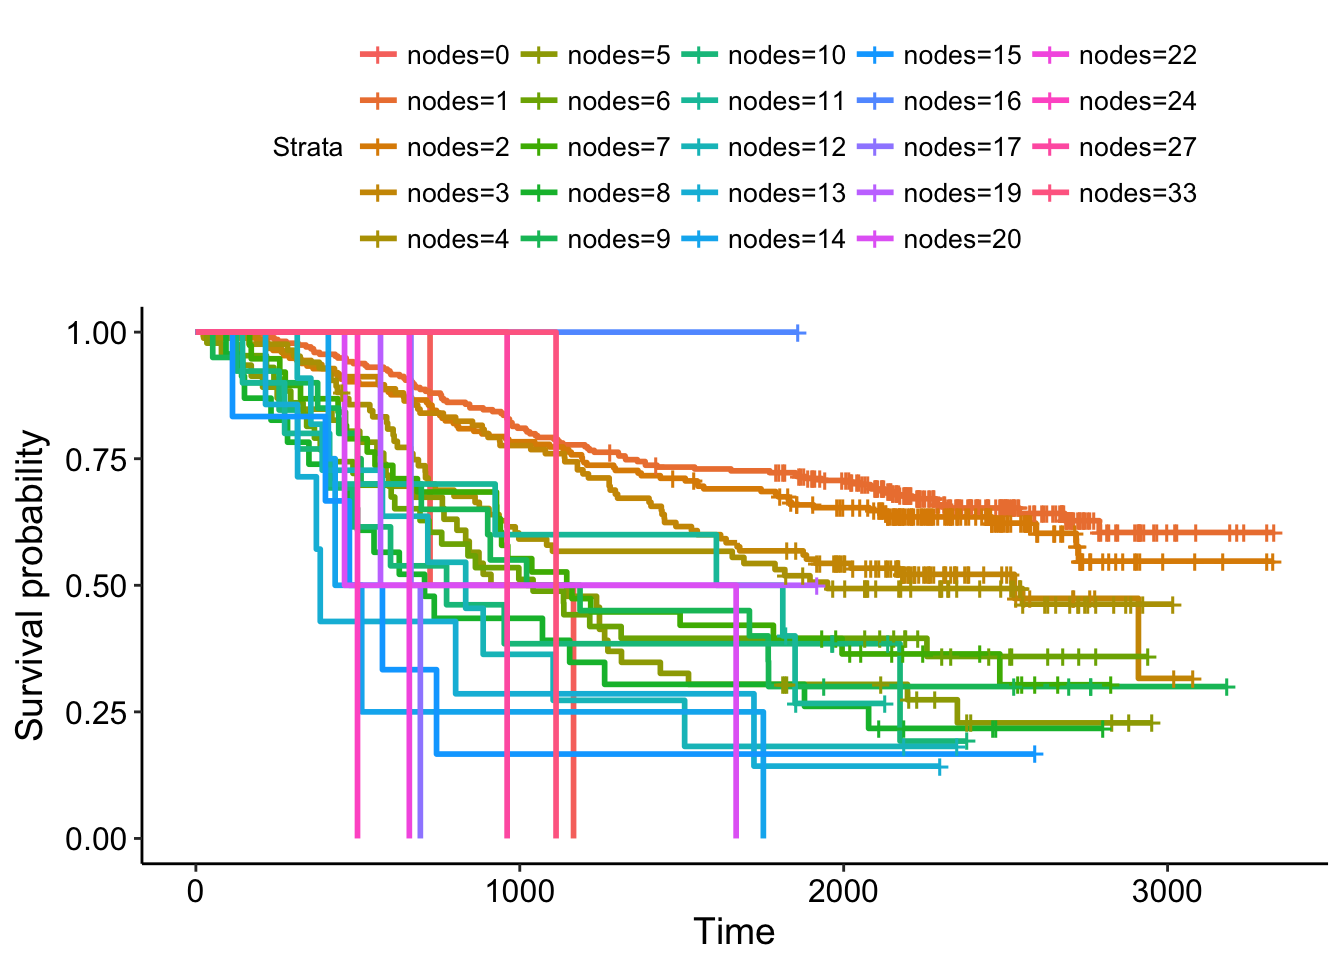 nodes=0 nodes=5 nodes=10 nodes=15 nodes=22
nodes=1 nodes=6 nodes=11 nodes=16 nodes=24
Strata nodes=2 nodes=7 nodes=12 nodes=17 nodes=27
nodes=3 nodes=8 nodes=13 nodes=19 nodes=33
nodes=4 nodes=9 nodes=14 nodes=20
Survival probability
1.00
0.75
0.50
0.25
0.00
0 1000 2000 3000
Time